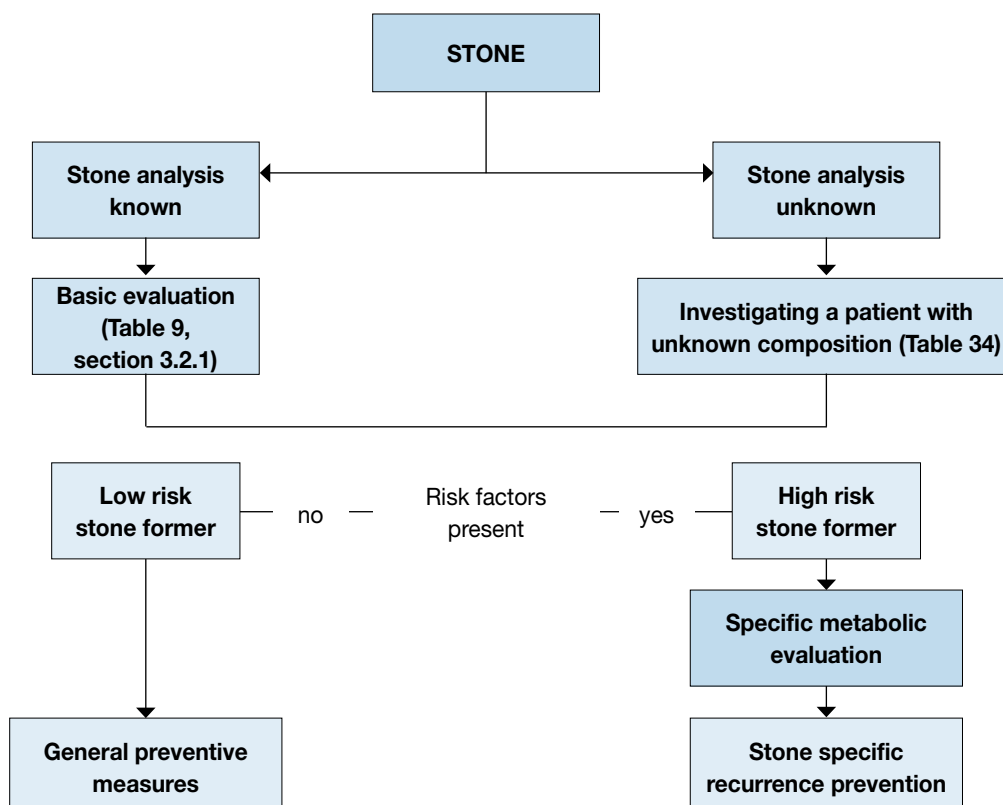 STONE
Stone analysis
known
Stone analysis
unknown
Basic evaluation
(Table 9,
section 3.2.1)
Investigating a patient with
unknown composition (Table 34)
Low risk
stone former
no
Risk factors
present
yes
High risk
stone former
Specific metabolic
evaluation
General preventive
measures
Stone specific
recurrence prevention